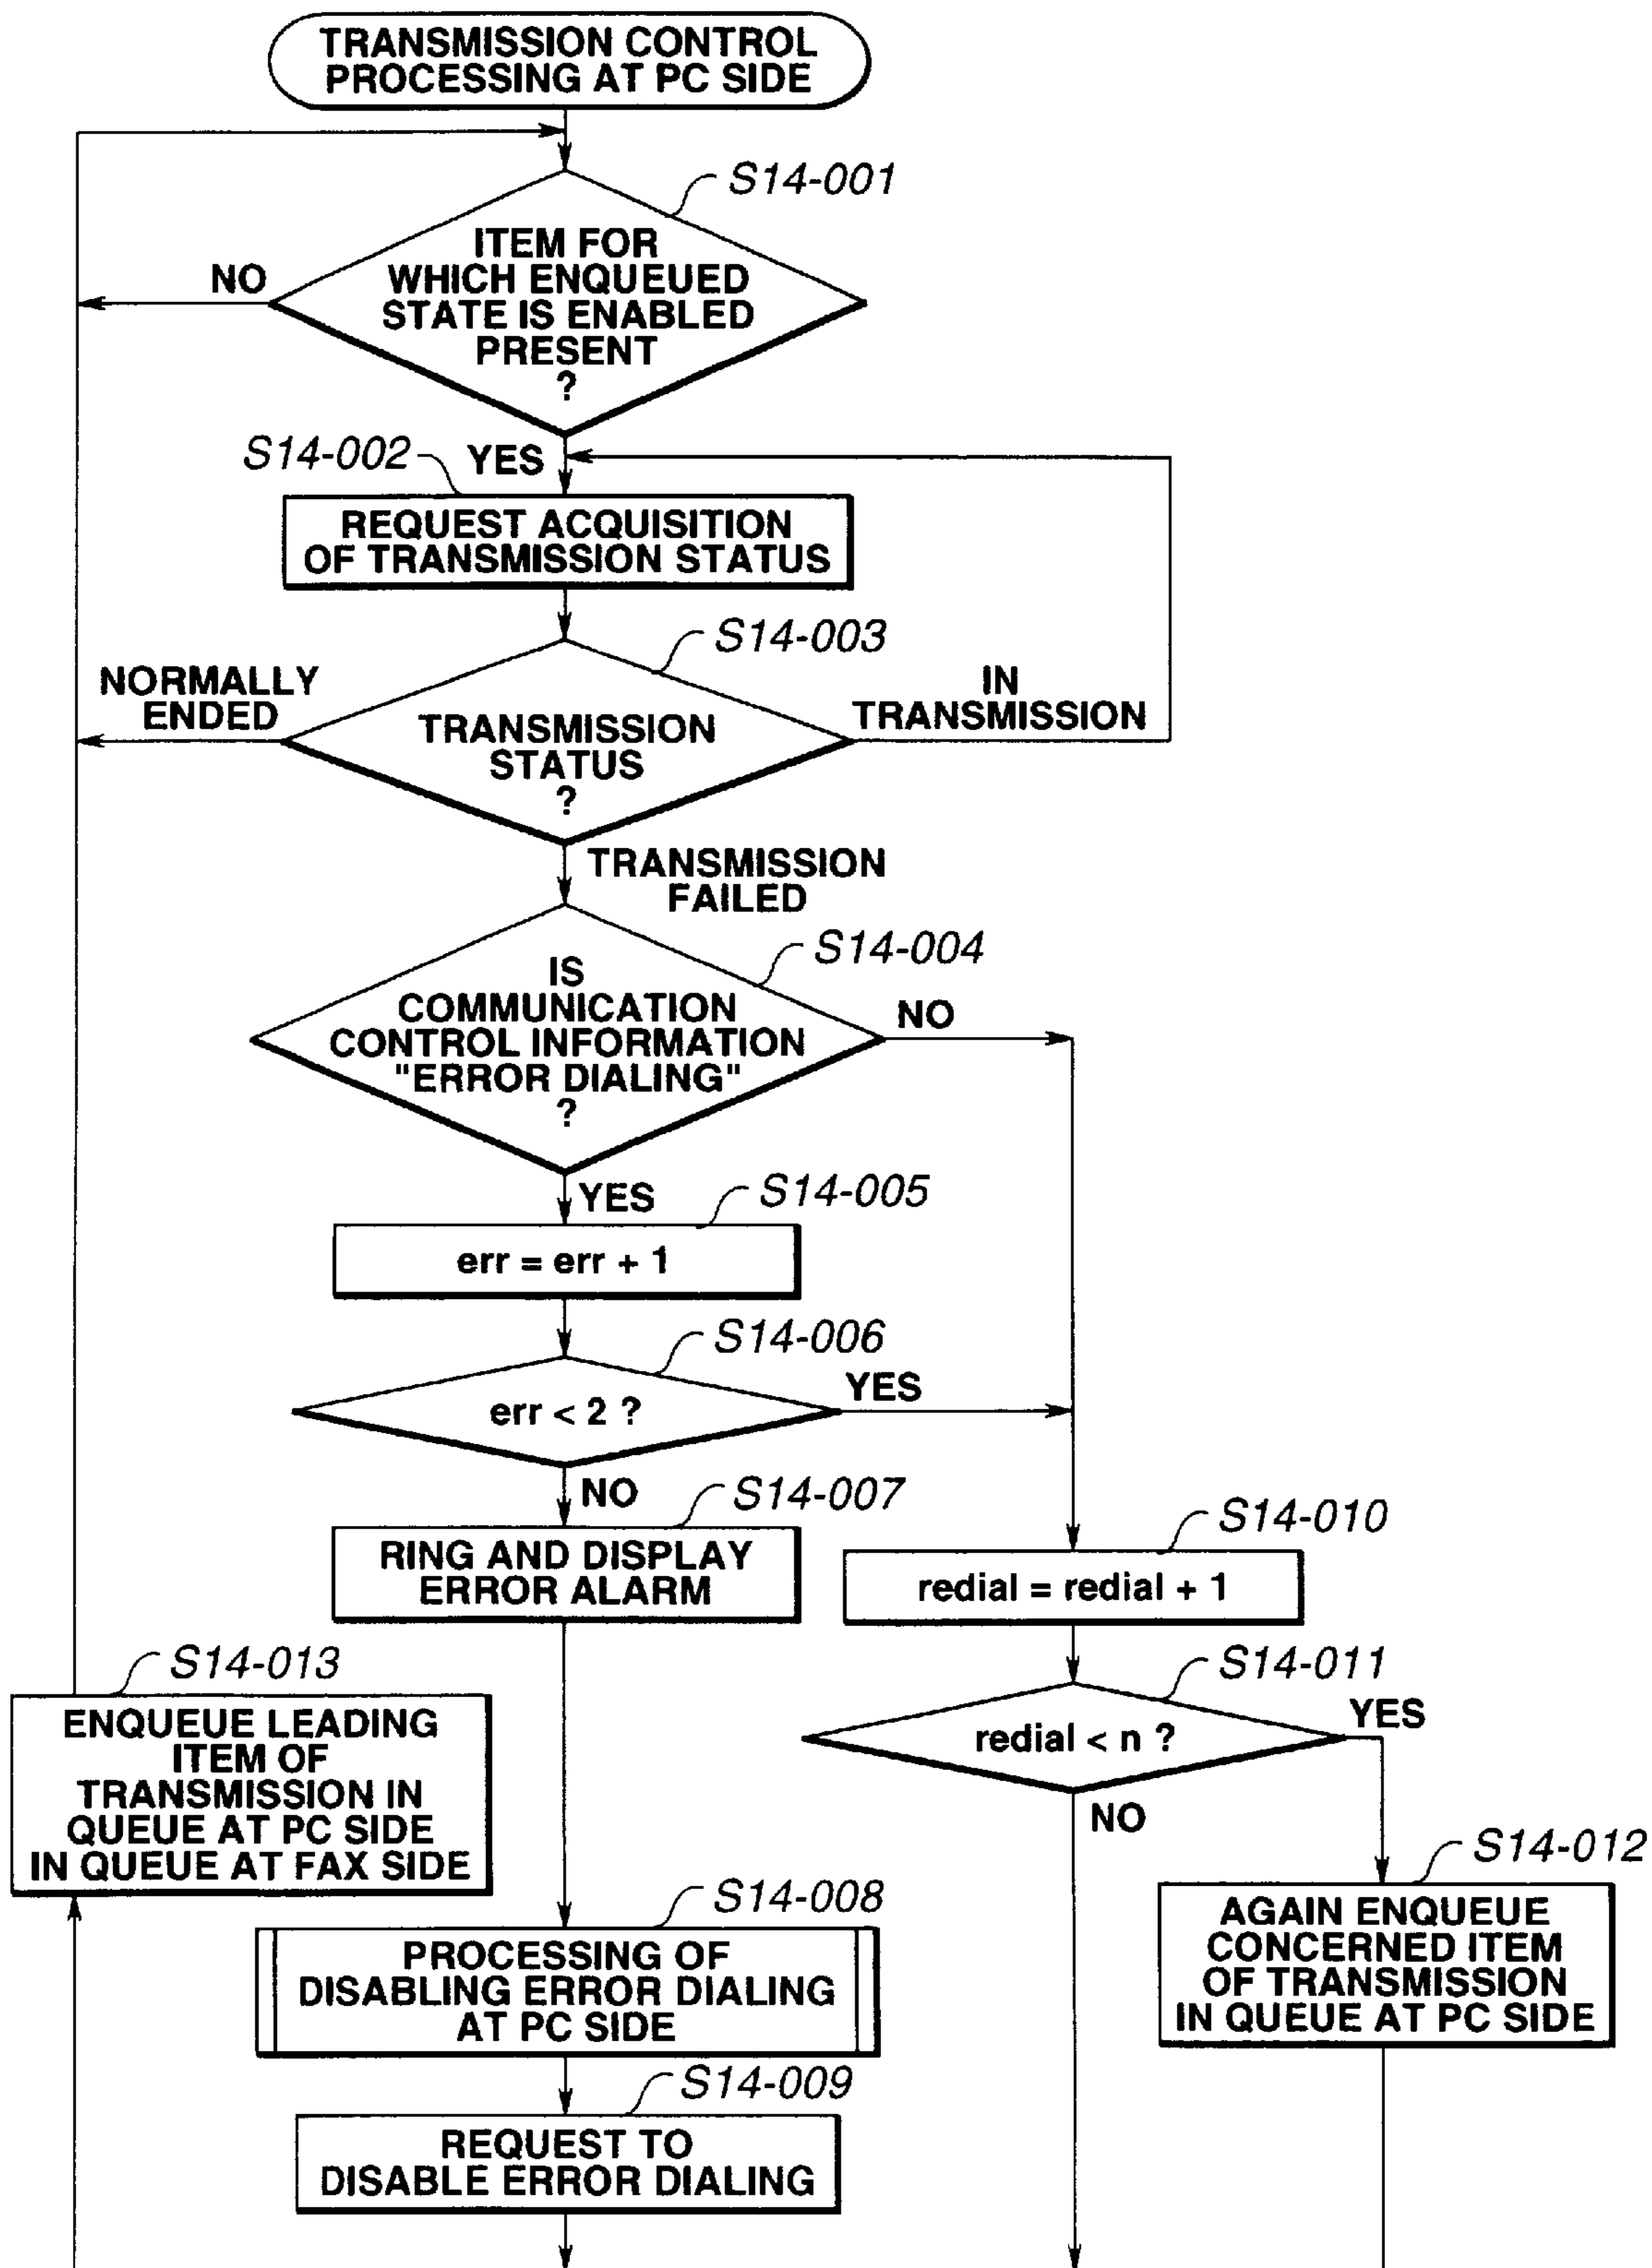 TRANSMISSION CONTROL
PROCESSING AT PC SIDE
S14-001
ITEM FOR
WHICH ENQUEUED
STATE IS ENABLED
PRESENT
?
NO
S14-002
YES
REQUEST ACQUISITION
OF TRANSMISSION STATUS
S14-003
NORMALLY
ENDED
IN
TRANSMISSION
TRANSMISSION
STATUS
?
TRANSMISSION
FAILED
S14-004
IS
COMMUNICATION
CONTROL INFORMATION
"ERROR DIALING"
?
NO
YES
S14-005
err = err + 1
S14-006
err < 2 ?
YES
NO
S14-007
RING AND DISPLAY
ERROR ALARM
S14-010
redial = redial + 1
S14-011
redial < n ?
YES
NO
S14-013
ENQUEUE LEADING
ITEM OF
TRANSMISSION IN
QUEUE AT PC SIDE
IN QUEUE AT FAX SIDE
S14-012
AGAIN ENQUEUE
CONCERNED ITEM
OF TRANSMISSION
IN QUEUE AT PC SIDE
S14-008
PROCESSING OF
DISABLING ERROR DIALING
AT PC SIDE
S14-009
REQUEST TO
DISABLE ERROR DIALING